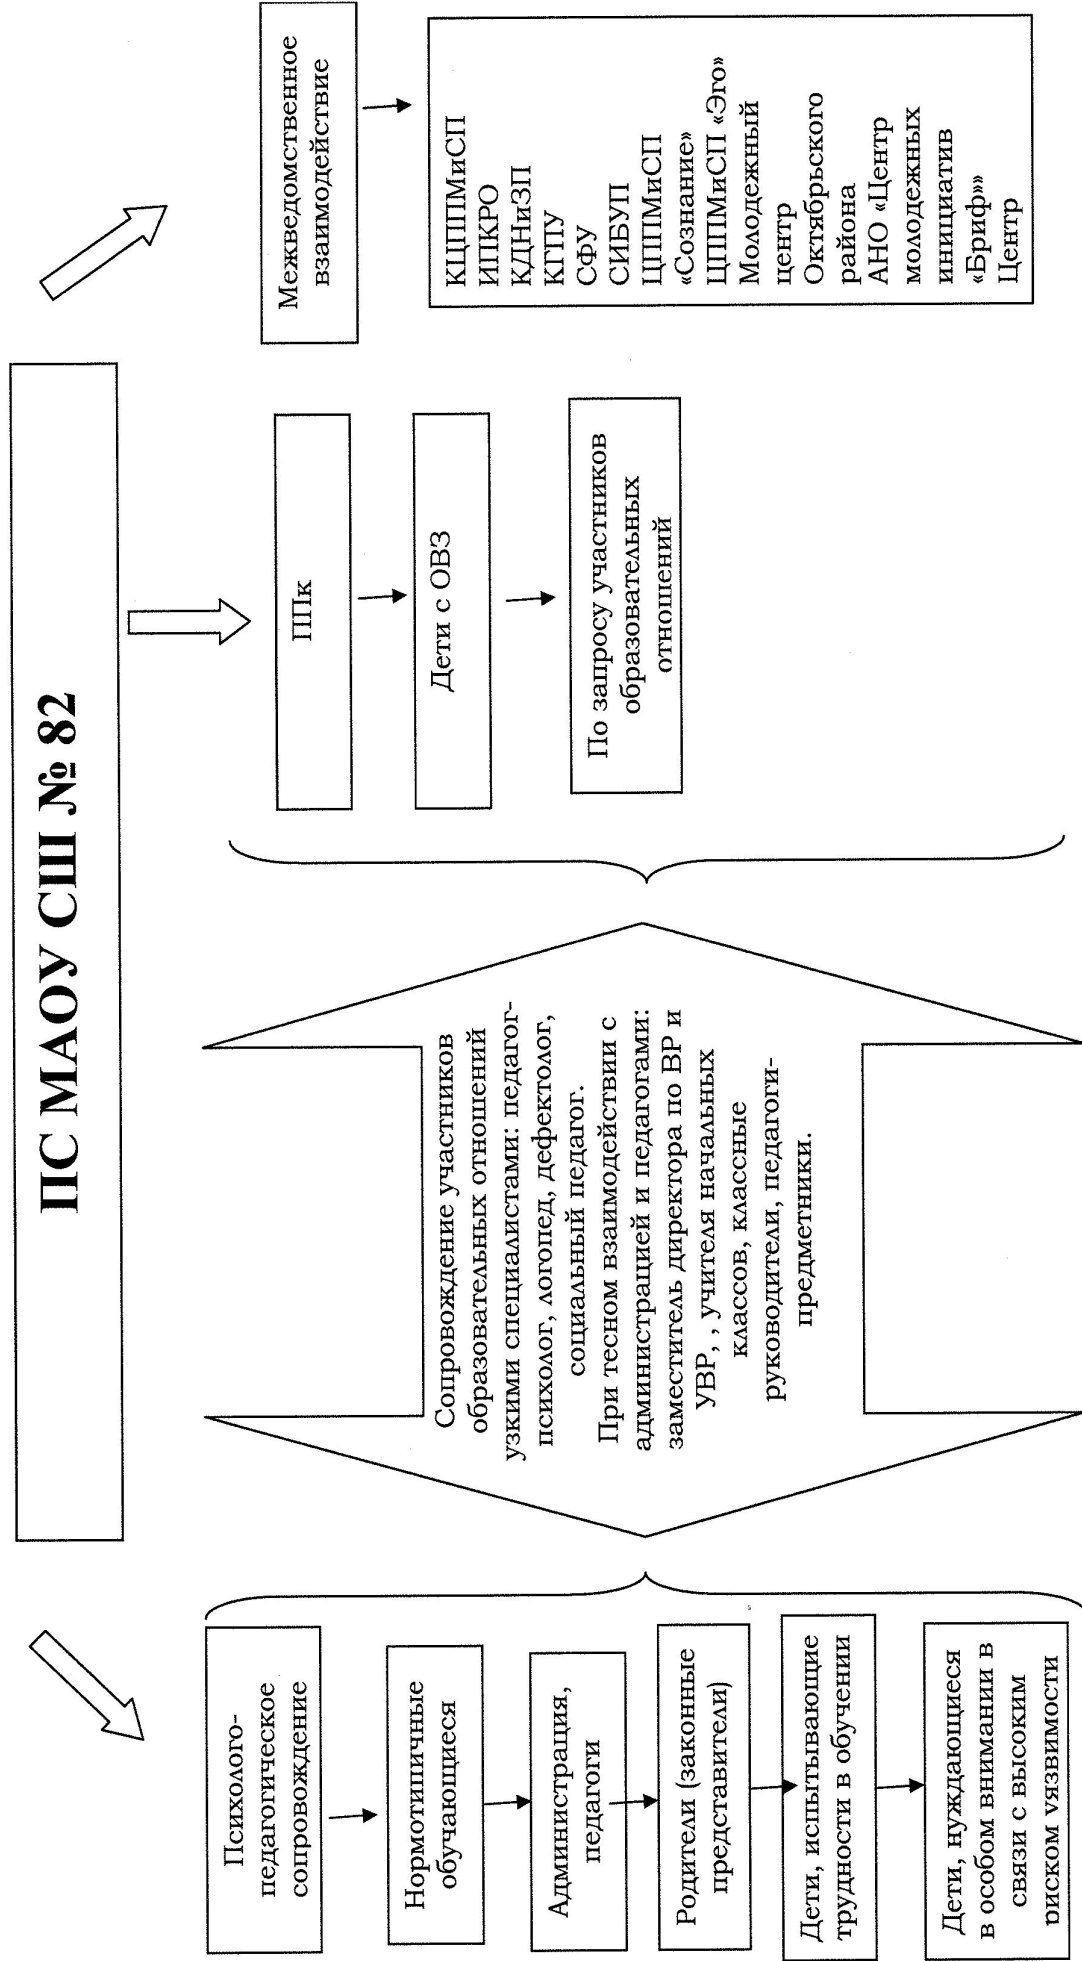 ПС МАОУ СШ № 82
Психолого-
педагогическое
сопровождение
Нормотипичные
обучающиеся
Администрация,
педагоги
Родители (законные
представители)
Дети, испытывающие
трудности в обучении
Дети, нуждающиеся
в особом внимании в
связи с высоким
риском уязвимости
Сопровождение участников
образовательных отношений
узкими специалистами: педагог-
психолог, логопед, дефектолог,
социальный педагог.
При тесном взаимодействии с
администрацией и педагогами:
заместитель директора по ВР и
УВР, , учителя начальных
классов, классные
руководители, педагоги-
предметники.
ППк
Дети с ОВЗ
По запросу участников
образовательных
отношений
Межведомственное
взаимодействие
КЦППМиСП
ИПКРО
КДНиЗП
КГПУ
СФУ
СИБУП
ЦППМиСП
«Сознание»
ЦППМиСП «Эго»
Молодежный
центр
Октябрьского
района
АНО «Центр
молодежных
инициатив
«Бриф»»
Центр